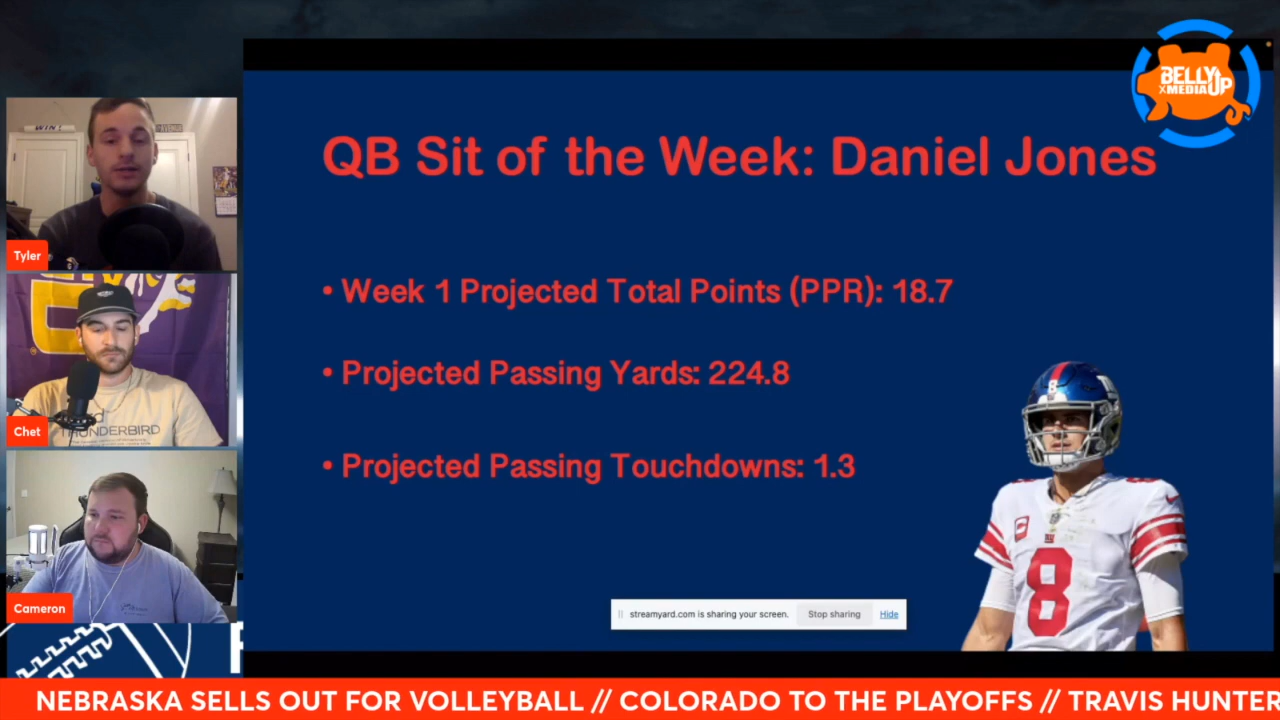 BELLY UP
X MEDIA
QB Sit of the Week: Daniel Jones
WIN!
Tyler
• Week 1 Projected Total Points (PPR): 18.7
• Projected Passing Yards: 224.8
• Projected Passing Touchdowns: 1.3
THUNDERBIRD
Chet
8
8
streamyard.com is sharing your screen.
Stop sharing
Hide
Cameron
NEBRASKA SELLS OUT FOR VOLLEYBALL // COLORADO TO THE PLAYOFFS // TRAVIS HUNTER